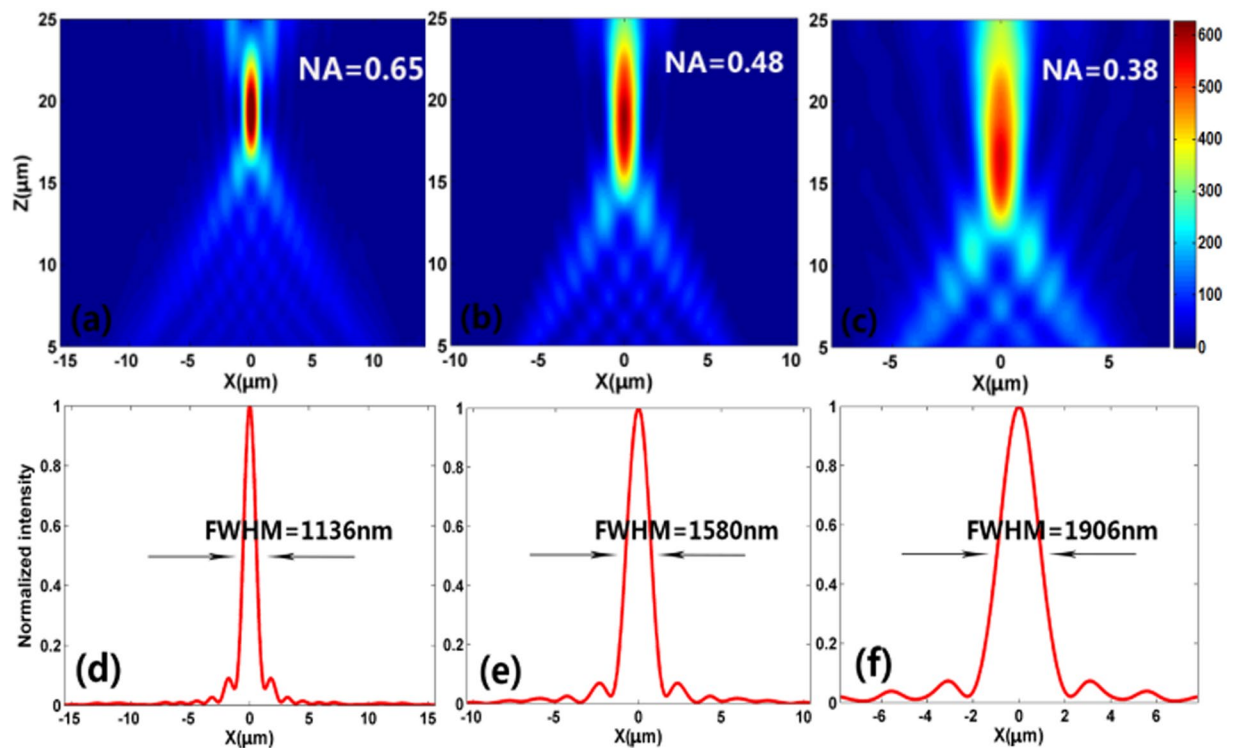 25
20
15
10
5
Z(µm)
NA=0.65
(a)
-15 -10 -5 0 5 10 15
X(µm)
25
20
15
10
5
NA=0.48
(b)
-10 -5 0 5 10
X(µm)
25
20
15
10
5
NA=0.38
(c)
-5 0 5
X(µm)
600
500
400
300
200
100
0
1
0.8
0.6
0.4
0.2
0
Normalized intensity
FWHM=1136nm
(d)
-15 -10 -5 0 5 10 15
X(µm)
1
0.8
0.6
0.4
0.2
0
FWHM=1580nm
(e)
-10 -5 0 5 10
X(µm)
1
0.8
0.6
0.4
0.2
0
FWHM=1906nm
(f)
-6 -4 -2 0 2 4 6
X(µm)